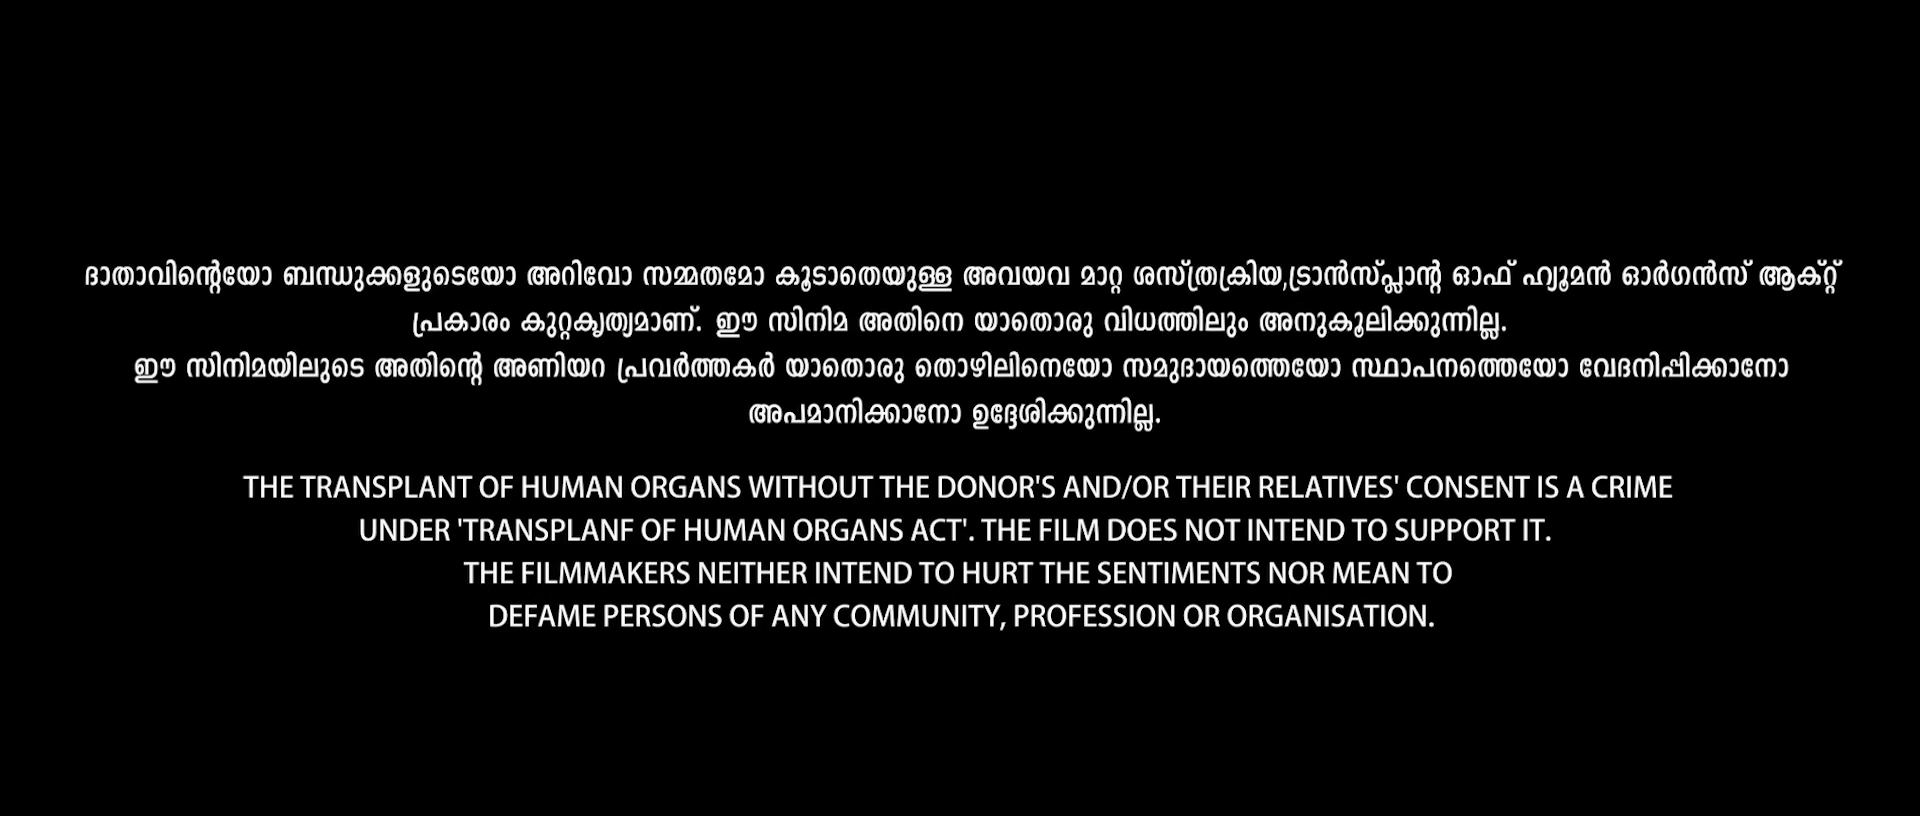 ദാതാവിന്റെയോ ബന്ധുക്കളുടെയോ അറിവോ സമ്മതമോ കൂടാതെയുള്ള അവയവ മാറ്റ ശസ്ത്രക്രിയ,ട്രാൻസ്പ്ലാന്റ് ഓഫ് ഹ്യൂമൻ ഓർഗൻസ് ആക്റ്റ്
പ്രകാരം കുറ്റകൃത്യമാണ്. ഈ സിനിമ അതിനെ യാതൊരു വിധത്തിലും അനുകൂലിക്കുന്നില്ല.
ഈ സിനിമയിലുടെ അതിന്റെ അണിയറ പ്രവർത്തകർ യാതൊരു തൊഴിലിനെയോ സമുദായത്തെയോ സ്ഥാപനത്തെയോ വേദനിപ്പിക്കാനോ
അപമാനിക്കാനോ ഉദ്ദേശിക്കുന്നില്ല.
THE TRANSPLANT OF HUMAN ORGANS WITHOUT THE DONOR'S AND/OR THEIR RELATIVES' CONSENT IS A CRIME
UNDER 'TRANSPLANF OF HUMAN ORGANS ACT'. THE FILM DOES NOT INTEND TO SUPPORT IT.
THE FILMMAKERS NEITHER INTEND TO HURT THE SENTIMENTS NOR MEAN TO
DEFAME PERSONS OF ANY COMMUNITY, PROFESSION OR ORGANISATION.